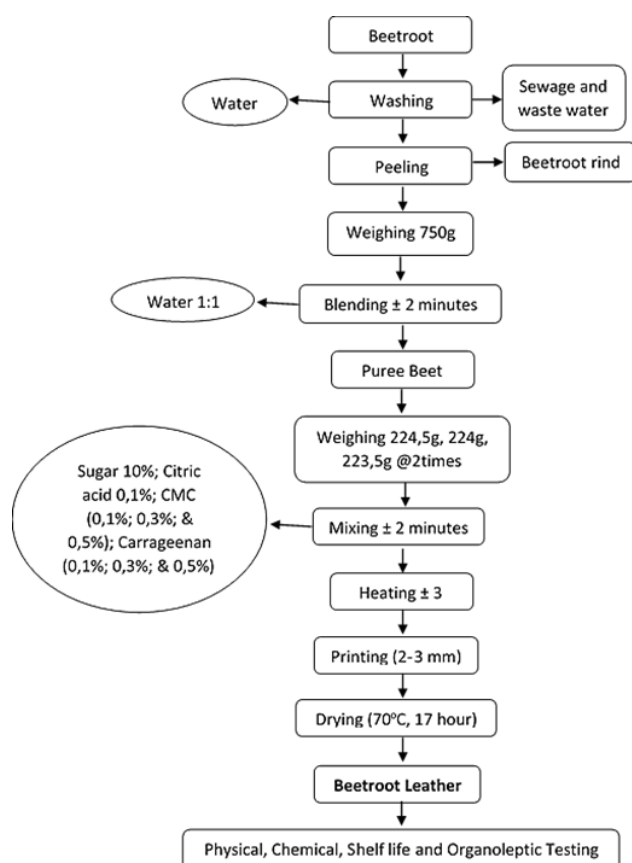 Beetroot
Water
Washing
Sewage and
waste water
Peeling
Beetroot rind
Weighing 750g
Water 1:1
Blending ± 2 minutes
Puree Beet
Weighing 224,5g, 224g,
223,5g @2times
Sugar 10%; Citric
acid 0,1%; CMC
(0,1%; 0,3%; &
0,5%); Carrageenan
(0,1%; 0,3%; & 0,5%)
Mixing ± 2 minutes
Heating ± 3
Printing (2-3 mm)
Drying (70°C, 17 hour)
Beetroot Leather
Physical, Chemical, Shelf life and Organoleptic Testing